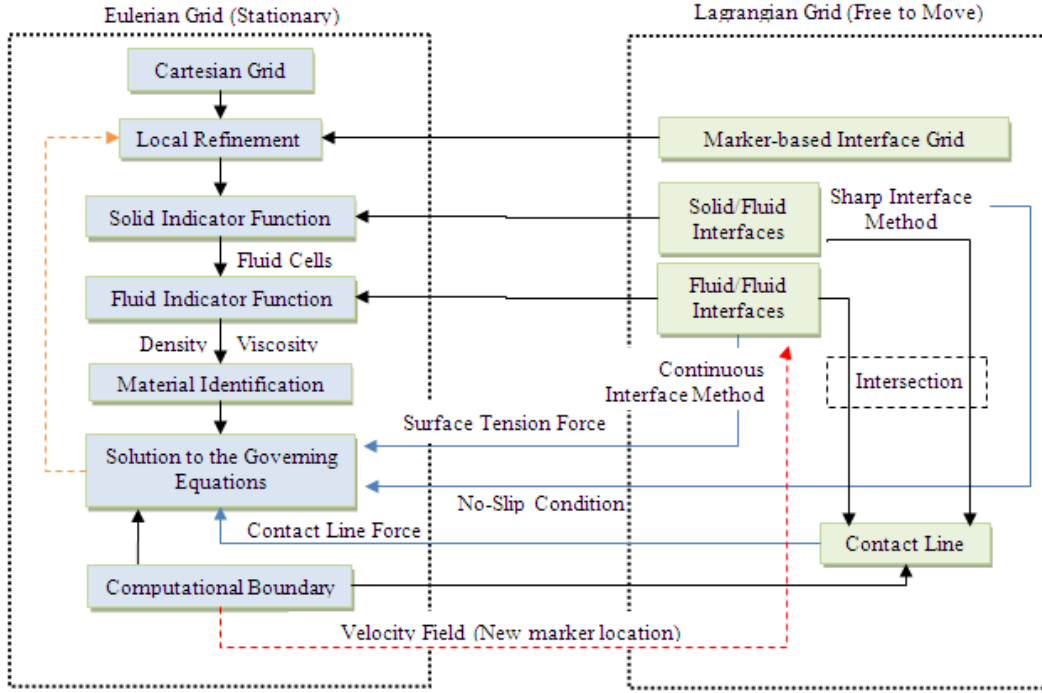 Eulerian Grid (Stationary)
Lagrangian Grid (Free to Move)
Cartesian Grid
Local Refinement
Marker-based Interface Grid
Solid Indicator Function
Solid/Fluid
Interfaces
Sharp Interface
Method
Fluid Cells
Fluid Indicator Function
Fluid/Fluid
Interfaces
Density Viscosity
Material Identification
Continuous
Interface Method
Intersection
Surface Tension Force
Solution to the Governing
Equations
No-Slip Condition
Contact Line Force
Contact Line
Computational Boundary
Velocity Field (New marker location)